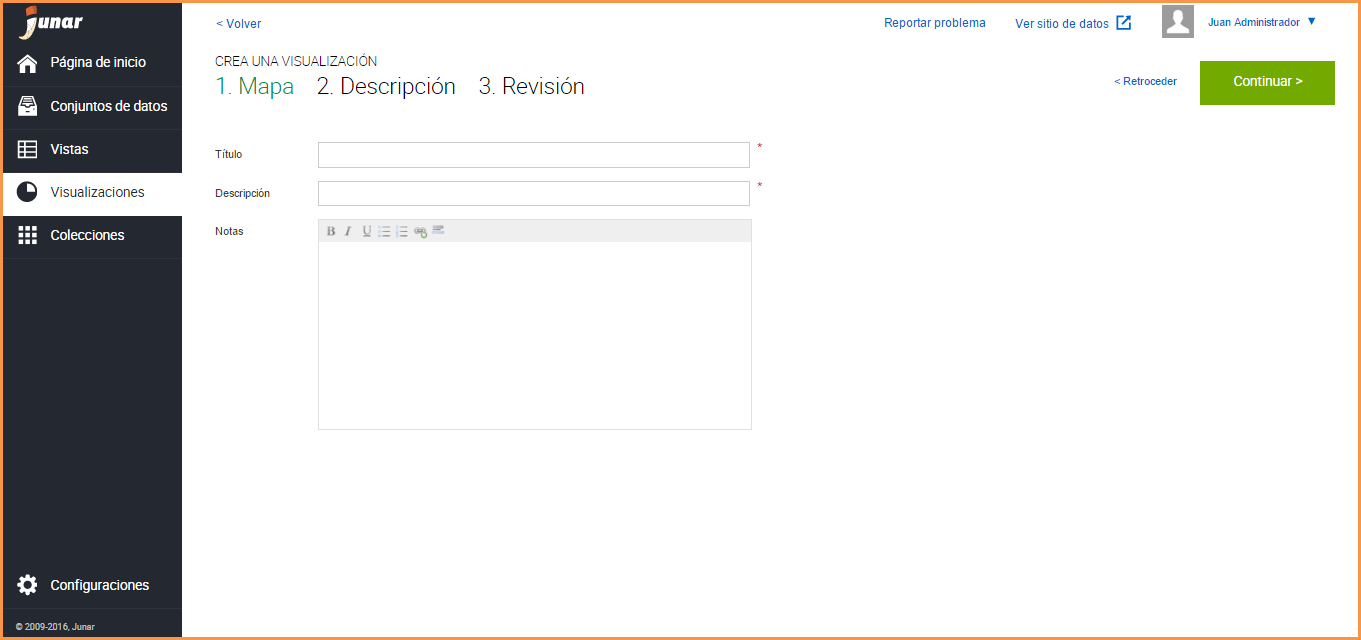 junar
Página de inicio
Conjuntos de datos
Vistas
Visualizaciones
Colecciones
Configuraciones
© 2009-2016, Junar
< Volver
Reportar problema
Ver sitio de datos
Juan Administrador ▼
CREA UNA VISUALIZACIÓN
1. Mapa 2. Descripción 3. Revisión
< Retroceder
Continuar >
Título *
Descripción *
Notas
B I U